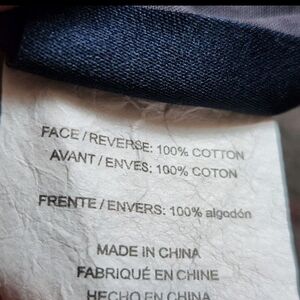 FACE / REVERSE: 100% COTTON
AVANT / ENVES: 100% COTON
FRENTE / ENVERS: 100% algodón
MADE IN CHINA
FABRIQUÉ EN CHINE
HECHO EN CHINA